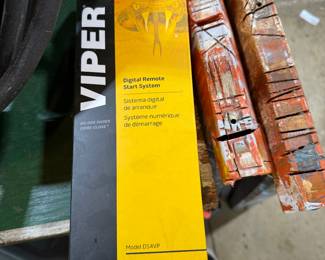 VIPER
Digital Remote
Start System
Sistema digital
de arranque
Système numérique
de démarrage
Model DS4VP